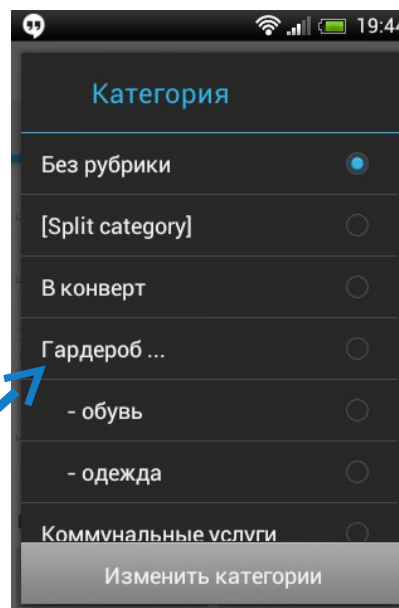 19:44
Категория
Без рубрики
[Split category]
В конверт
Гардероб ...
- обувь
- одежда
Коммунальные услуги
Изменить категории